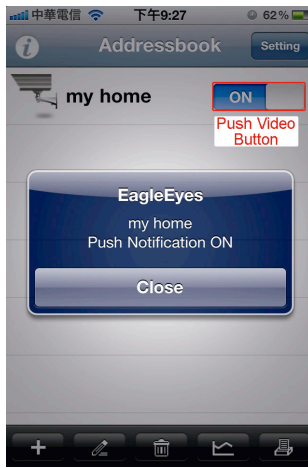 中華電信 下午9:27 62%
Addressbook Setting
my home ON
Push Video
Button
EagleEyes
my home
Push Notification ON
Close